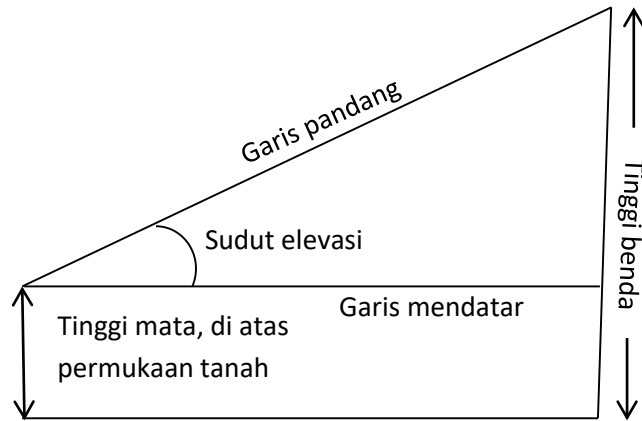 Garis pandang
Tinggi benda
Sudut elevasi
Garis mendatar
Tinggi mata, di atas
permukaan tanah